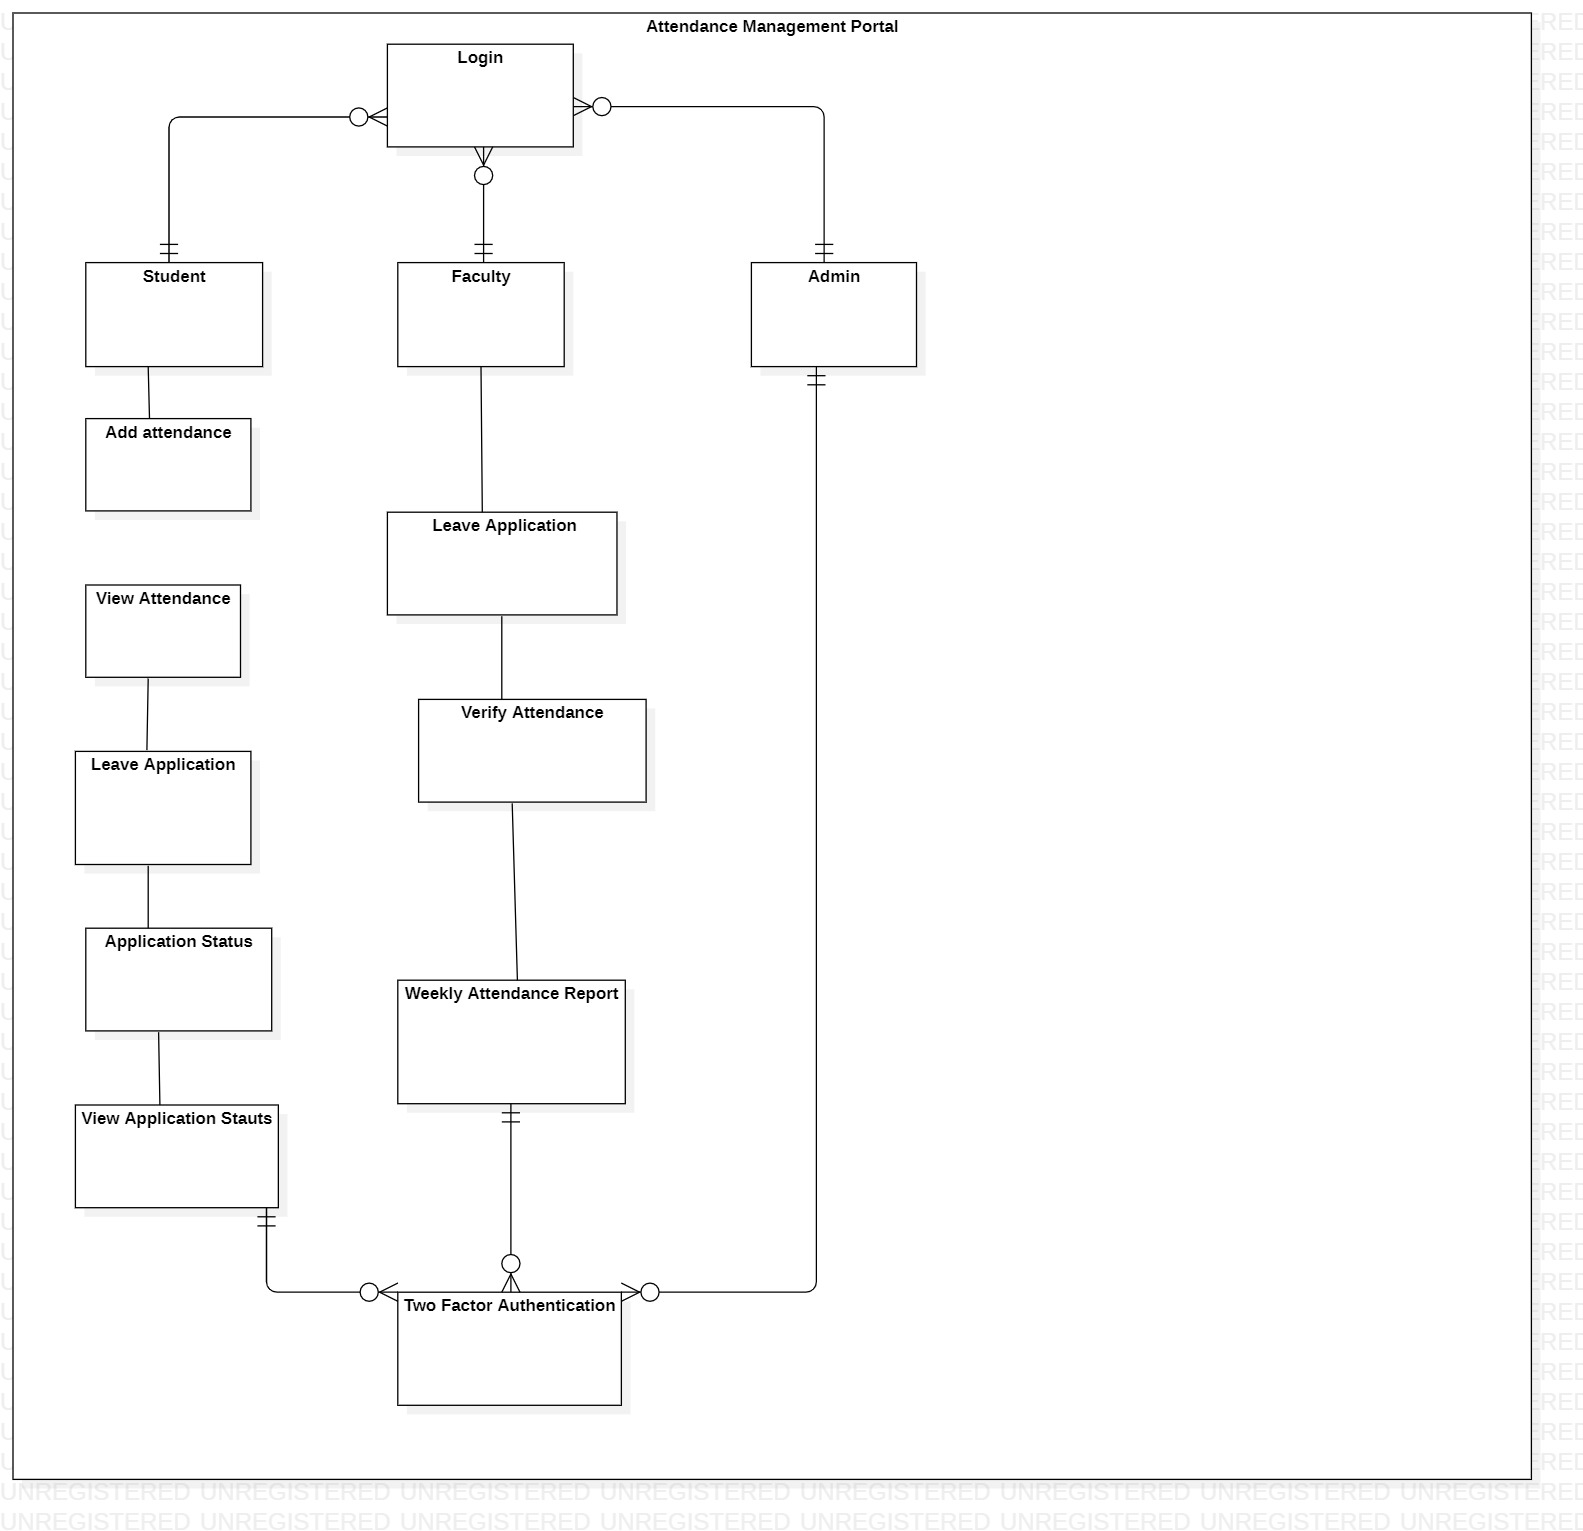 Attendance Management Portal
Login
Student
Faculty
Admin
Add attendance
Leave Application
View Attendance
Verify Attendance
Leave Application
Application Status
Weekly Attendance Report
View Application Stauts
Two Factor Authentication
UNREGISTERED UNREGISTERED UNREGISTERED UNREGISTERED UNREGISTERED UNREGISTERED UNREGISTERED UNREGISTERED
UNREGISTERED UNREGISTERED UNREGISTERED UNREGISTERED UNREGISTERED UNREGISTERED UNREGISTERED UNREGISTERED